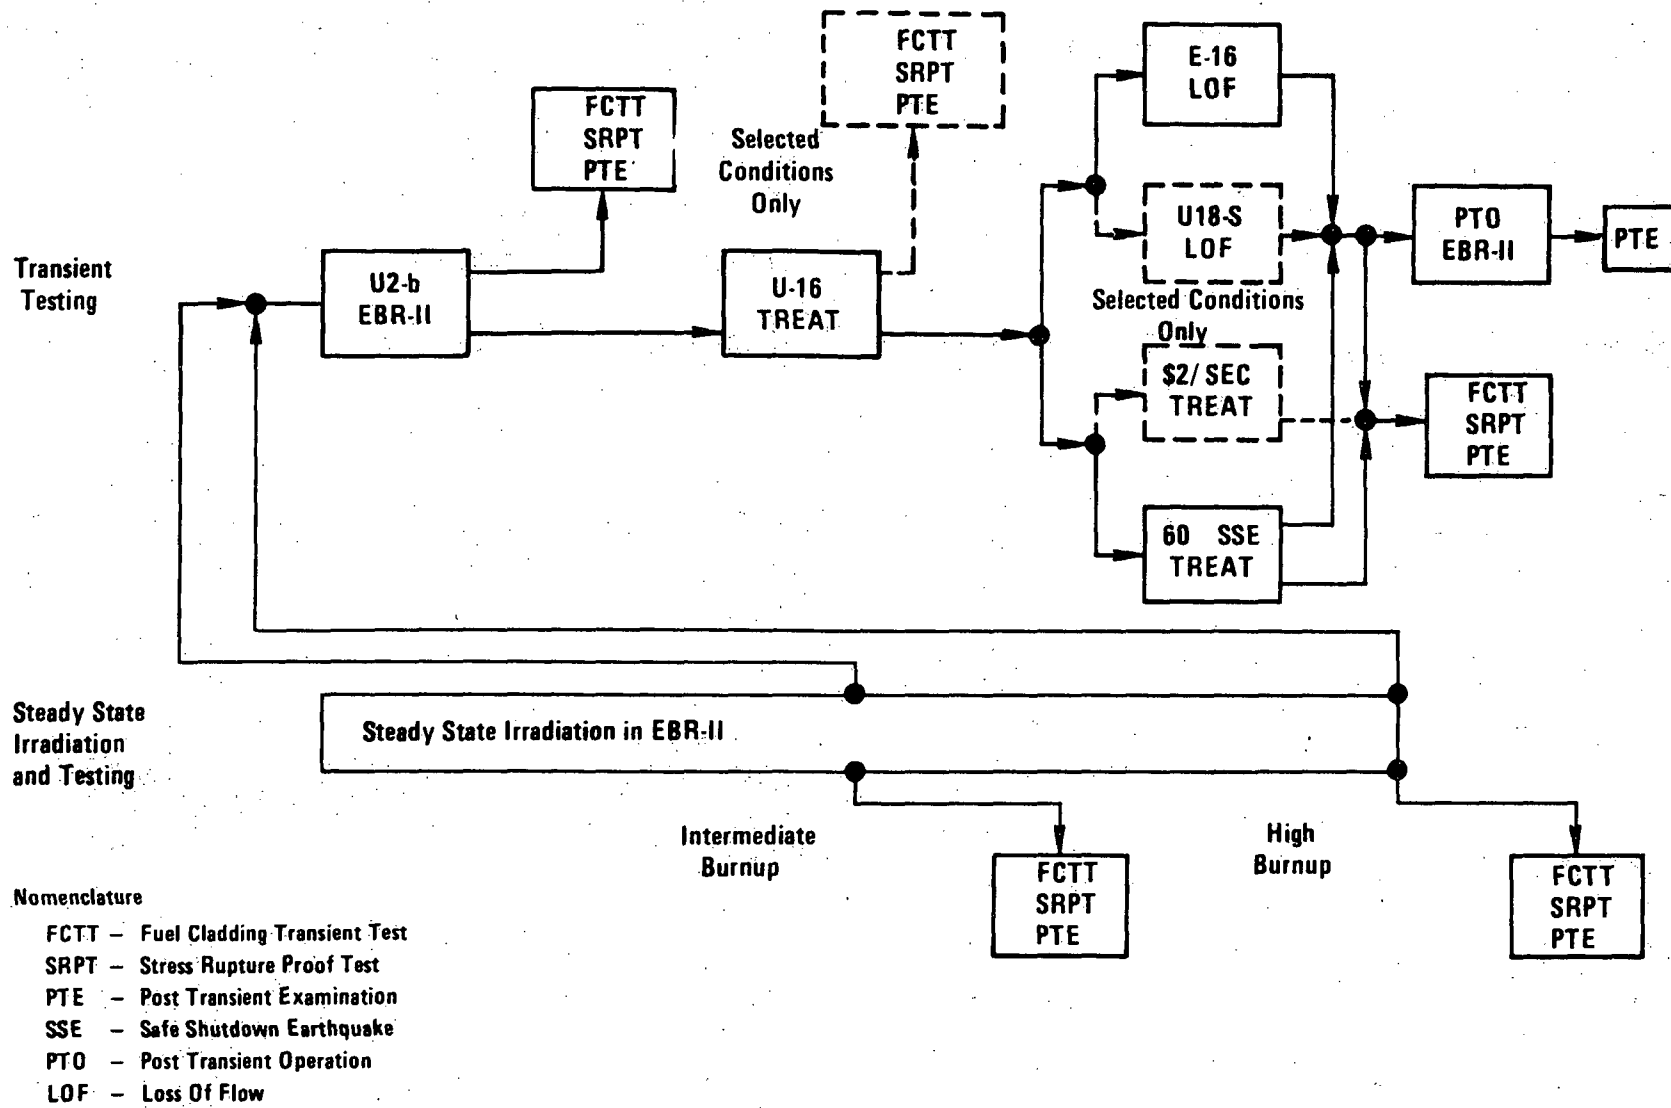 FCTT
SRPT
PTE
E-16
LOF
FCTT
SRPT
PTE
Selected
Conditions
Only
U18-S
LOF
PTO
EBR-II
PTE
Transient
Testing
U2-b
EBR-II
U-16
TREAT
Selected Conditions
Only
$2/ SEC
TREAT
FCTT
SRPT
PTE
60 SSE
TREAT
Steady State
Irradiation
and Testing
Steady State Irradiation in EBR-II
Intermediate
Burnup
High
Burnup
FCTT
SRPT
PTE
FCTT
SRPT
PTE
Nomenclature
FCTT – Fuel Cladding Transient Test
SRPT – Stress Rupture Proof Test
PTE – Post Transient Examination
SSE – Safe Shutdown Earthquake
PTO – Post Transient Operation
LOF – Loss Of Flow